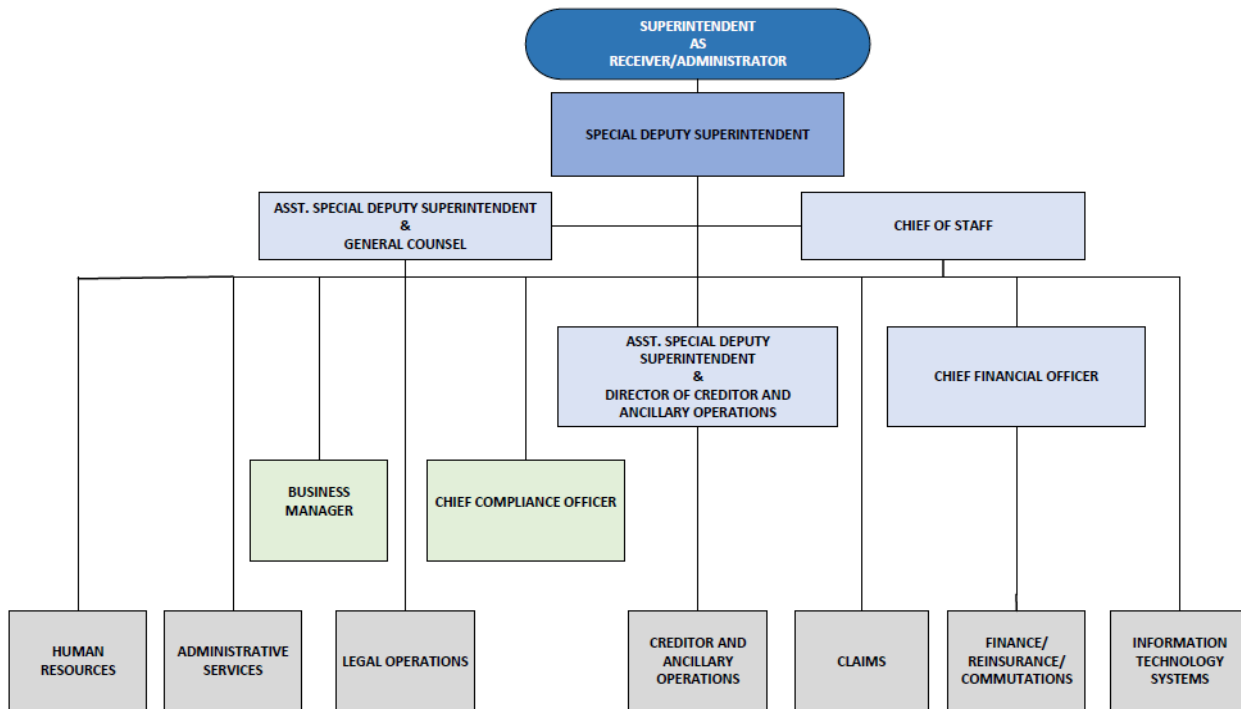 SUPERINTENDENT
AS
RECEIVER/ADMINISTRATOR
SPECIAL DEPUTY SUPERINTENDENT
ASST. SPECIAL DEPUTY SUPERINTENDENT
&
GENERAL COUNSEL
CHIEF OF STAFF
ASST. SPECIAL DEPUTY
SUPERINTENDENT
&
DIRECTOR OF CREDITOR AND
ANCILLARY OPERATIONS
CHIEF FINANCIAL OFFICER
BUSINESS
MANAGER
CHIEF COMPLIANCE OFFICER
HUMAN
RESOURCES
ADMINISTRATIVE
SERVICES
LEGAL OPERATIONS
CREDITOR AND
ANCILLARY
OPERATIONS
CLAIMS
FINANCE/
REINSURANCE/
COMMUTATIONS
INFORMATION
TECHNOLOGY
SYSTEMS